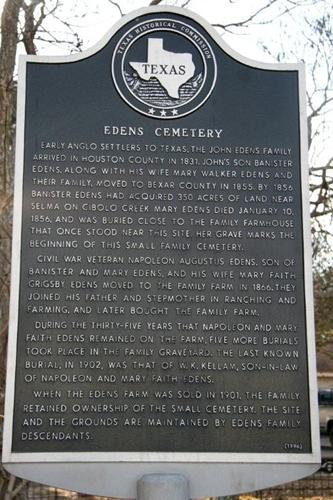 TEXAS HISTORICAL COMMISSION
TEXAS
EDENS CEMETERY
EARLY ANGLO SETTLERS TO TEXAS, THE JOHN EDENS FAMILY
ARRIVED IN HOUSTON COUNTY IN 1831. JOHN'S SON BANISTER
EDENS, ALONG WITH HIS WIFE MARY WALKER EDENS AND
THEIR FAMILY, MOVED TO BEXAR COUNTY IN 1855. BY 1856
BANISTER EDENS HAD ACQUIRED 350 ACRES OF LAND NEAR
SELMA ON CIBOLO CREEK. MARY EDENS DIED JANUARY 10,
1856, AND WAS BURIED CLOSE TO THE FAMILY FARMHOUSE
THAT ONCE STOOD NEAR THIS SITE. HER GRAVE MARKS THE
BEGINNING OF THIS SMALL FAMILY CEMETERY.
CIVIL WAR VETERAN NAPOLEON AUGUSTUS EDENS, SON OF
BANISTER AND MARY EDENS, AND HIS WIFE MARY FAITH
GRIGSBY EDENS MOVED TO THE FAMILY FARM IN 1866. THEY
JOINED HIS FATHER AND STEPMOTHER IN RANCHING AND
FARMING, AND LATER BOUGHT THE FAMILY FARM.
DURING THE THIRTY-FIVE YEARS THAT NAPOLEON AND MARY
FAITH EDENS REMAINED ON THE FARM, FIVE MORE BURIALS
TOOK PLACE IN THE FAMILY GRAVEYARD. THE LAST KNOWN
BURIAL, IN 1902, WAS THAT OF W. K. KELLAM, SON-IN-LAW
OF NAPOLEON AND MARY FAITH EDENS.
WHEN THE EDENS FARM WAS SOLD IN 1901, THE FAMILY
RETAINED OWNERSHIP OF THE SMALL CEMETERY. THE SITE
AND THE GROUNDS ARE MAINTAINED BY EDENS FAMILY
DESCENDANTS.
(1996)